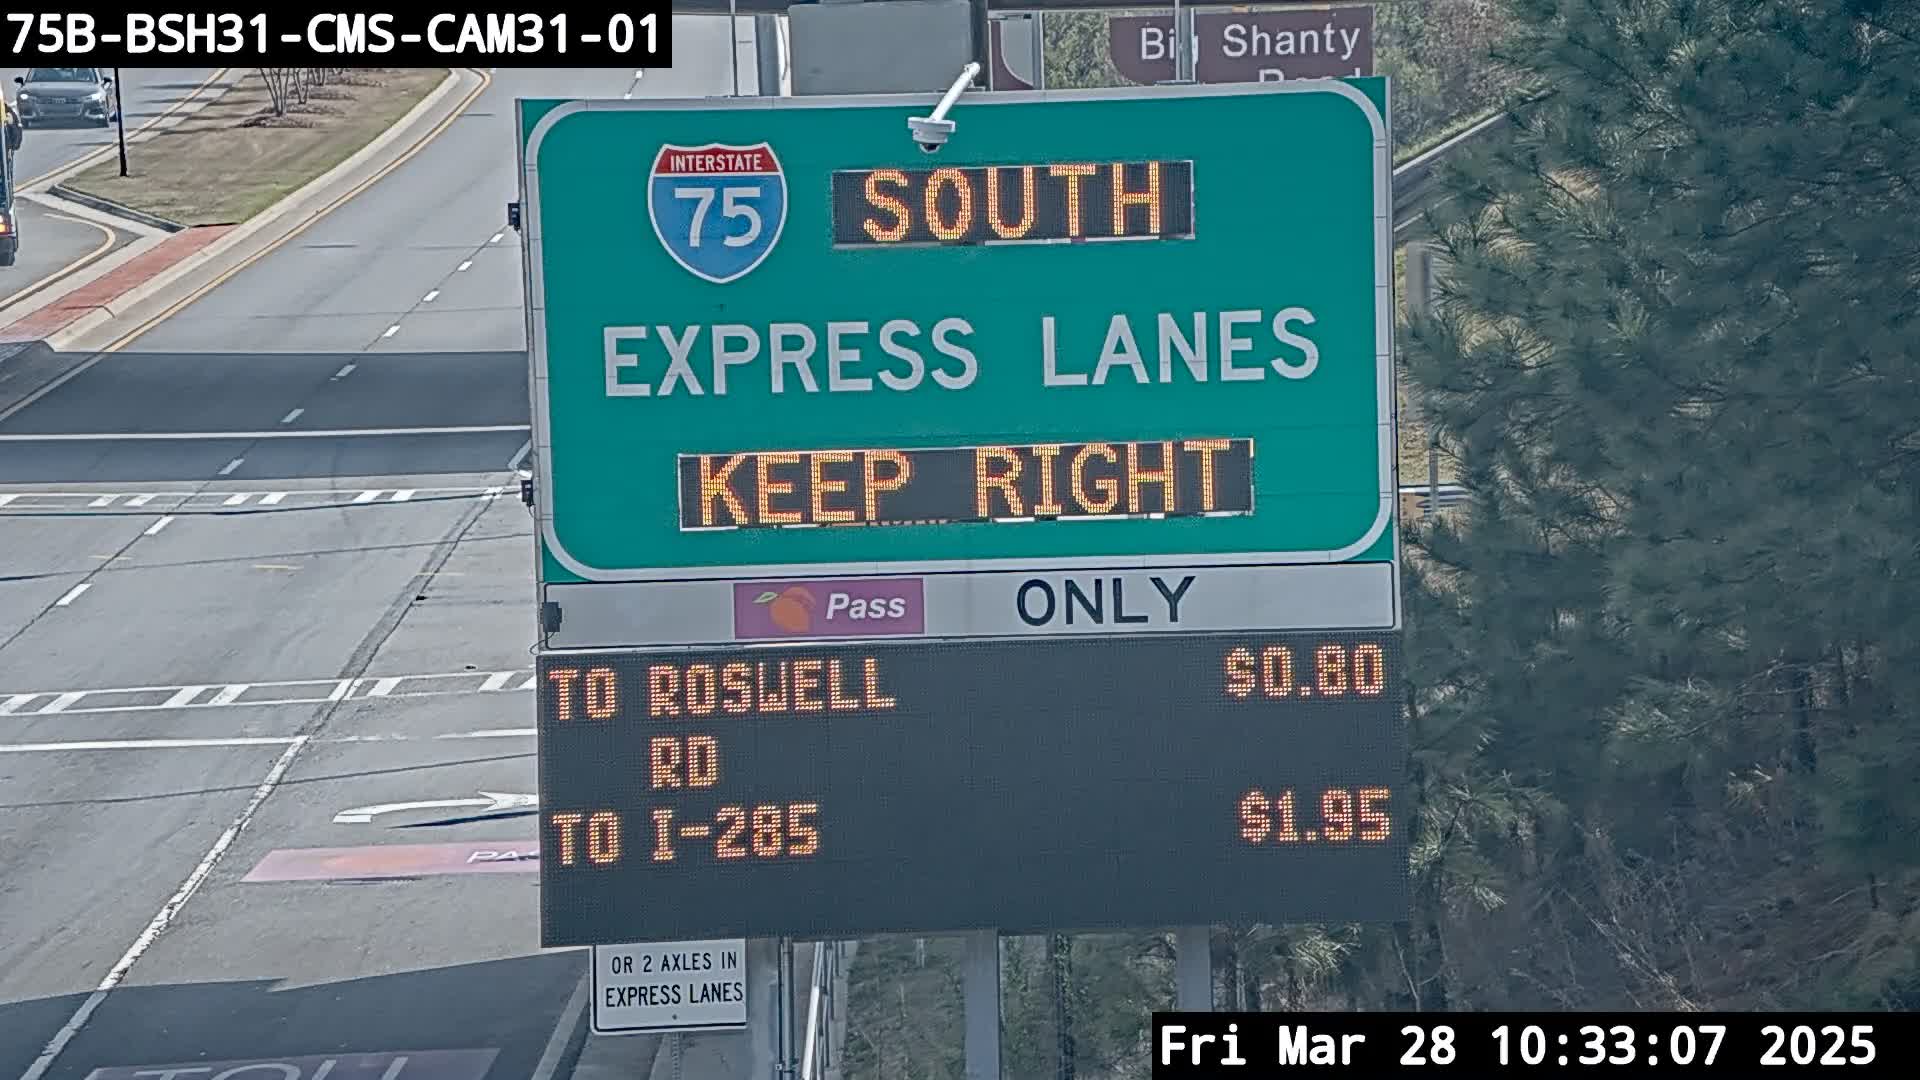 75B-BSH31-CMS-CAM31-01
Big Shanty
Road
INTERSTATE
75
SOUTH
EXPRESS LANES
KEEP RIGHT
Pass ONLY
TO ROSWELL $0.80
RD
TO I-285 $1.95
OR 2 AXLES IN
EXPRESS LANES
TOLL
Fri Mar 28 10:33:07 2025